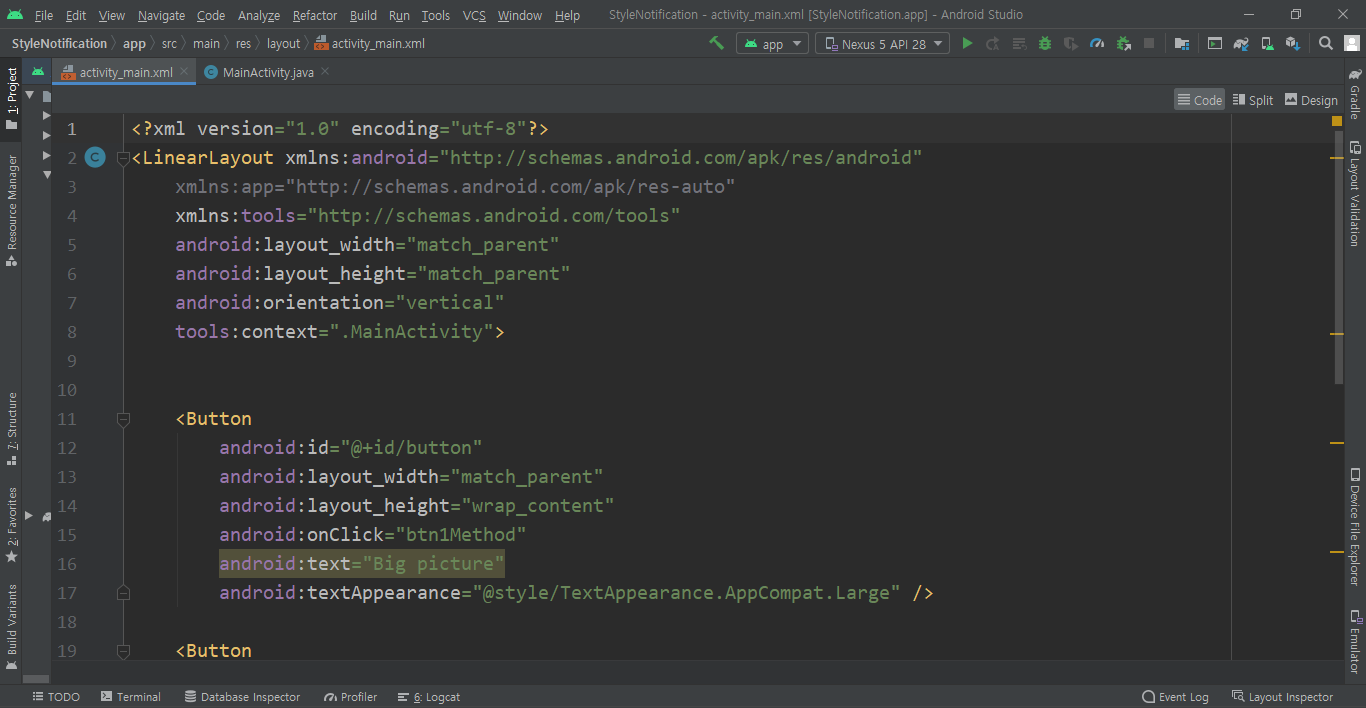 File Edit View Navigate Code Analyze Refactor Build Run Tools VCS Window Help StyleNotification - activity_main.xml [StyleNotification.app] - Android Studio
StyleNotification app src main res layout activity_main.xml app Nexus 5 API 28
activity_main.xml MainActivity.java
Code Split Design
1 <?xml version="1.0" encoding="utf-8"?>
2 <LinearLayout xmlns:android="http://schemas.android.com/apk/res/android"
3 xmlns:app="http://schemas.android.com/apk/res-auto"
4 xmlns:tools="http://schemas.android.com/tools"
5 android:layout_width="match_parent"
6 android:layout_height="match_parent"
7 android:orientation="vertical"
8 tools:context=".MainActivity">
9
10
11 <Button
12 android:id="@+id/button"
13 android:layout_width="match_parent"
14 android:layout_height="wrap_content"
15 android:onClick="btn1Method"
16 android:text="Big picture"
17 android:textAppearance="@style/TextAppearance.AppCompat.Large" />
18
19 <Button
1: Project
Resource Manager
7: Structure
2: Favorites
Build Variants
Gradle
Layout Validation
Device File Explorer
Emulator
TODO Terminal Database Inspector Profiler 6: Logcat Event Log Layout Inspector